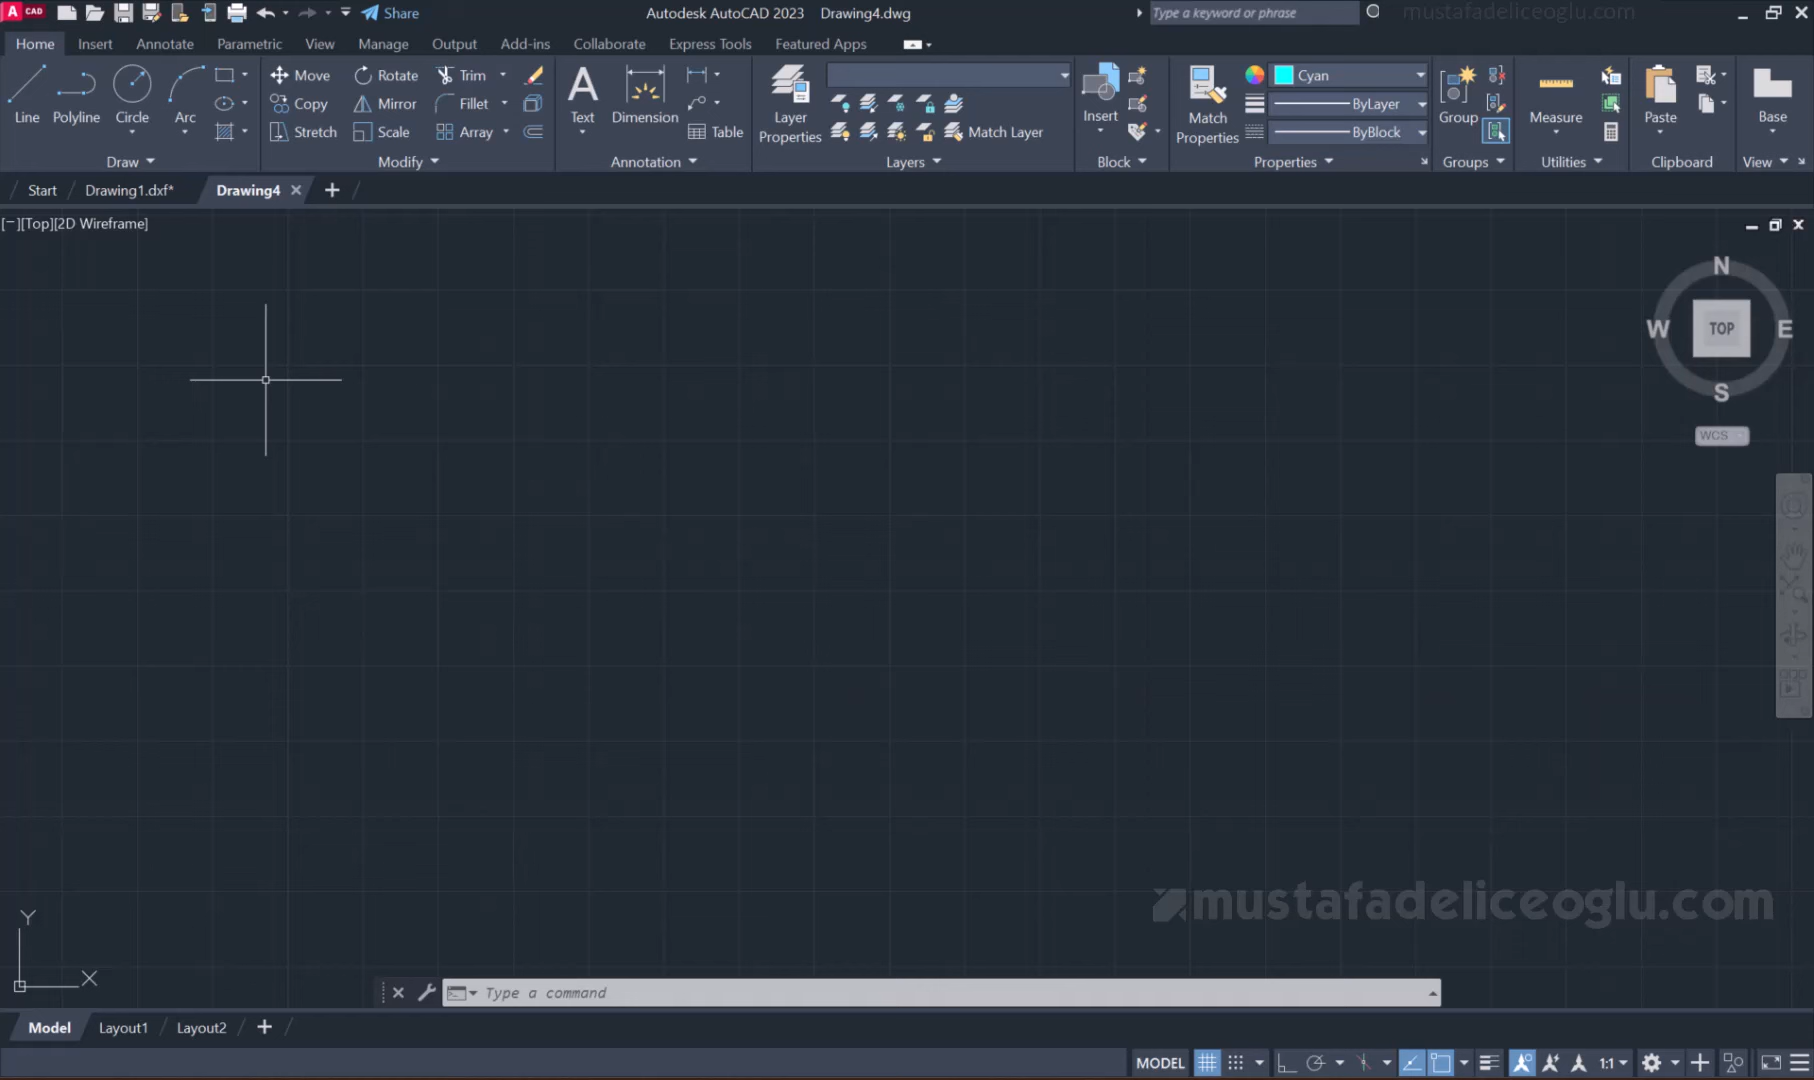 A CAD Share Autodesk AutoCAD 2023 Drawing4.dwg Type a keyword or phrase mustafadeliceoglu.com
Home Insert Annotate Parametric View Manage Output Add-ins Collaborate Express Tools Featured Apps
Line Polyline Circle Arc
Move Rotate Trim
Copy Mirror Fillet
Stretch Scale Array
Text Dimension Table
Layer Properties Match Layer
Insert
Match Properties
Cyan
ByLayer
ByBlock
Group Measure Paste Base
Draw Modify Annotation Layers Block Properties Groups Utilities Clipboard View
Start Drawing1.dxf* Drawing4
[−][Top][2D Wireframe]
N
W TOP E
S
WCS
mustafadeliceoglu.com
Y
X
Type a command
Model Layout1 Layout2
MODEL 1:1